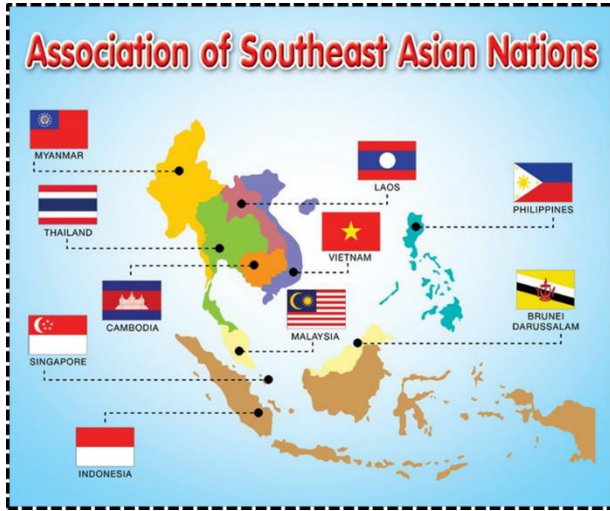 Association of Southeast Asian Nations
MYANMAR
LAOS
THAILAND
PHILIPPINES
VIETNAM
CAMBODIA
MALAYSIA
BRUNEI
DARUSSALAM
SINGAPORE
INDONESIA